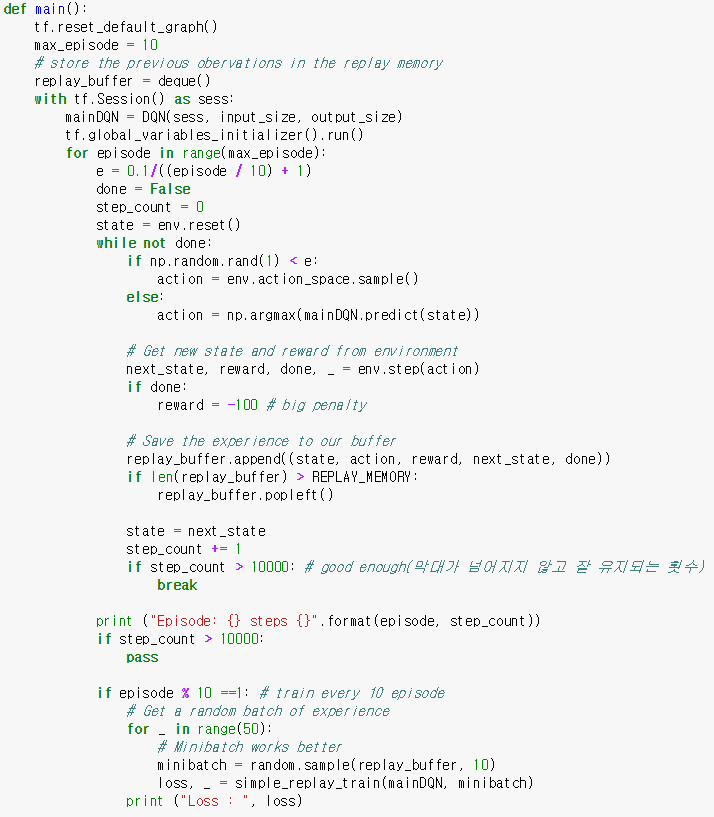 def main():
    tf.reset_default_graph()
    max_episode = 10
    # store the previous obervations in the replay memory
    replay_buffer = deque()
    with tf.Session() as sess:
        mainDQN = DQN(sess, input_size, output_size)
        tf.global_variables_initializer().run()
        for episode in range(max_episode):
            e = 0.1/((episode / 10) + 1)
            done = False
            step_count = 0
            state = env.reset()
            while not done:
                if np.random.rand(1) < e:
                    action = env.action_space.sample()
                else:
                    action = np.argmax(mainDQN.predict(state))

                # Get new state and reward from environment
                next_state, reward, done, _ = env.step(action)
                if done:
                    reward = -100 # big penalty

                # Save the experience to our buffer
                replay_buffer.append((state, action, reward, next_state, done))
                if len(replay_buffer) > REPLAY_MEMORY:
                    replay_buffer.popleft()

                state = next_state
                step_count += 1
                if step_count > 10000: # good enough(막대가 넘어지지 않고 잘 유지되는 횟수)
                    break

            print ("Episode: {} steps {}".format(episode, step_count))
            if step_count > 10000:
                pass

            if episode % 10 ==1: # train every 10 episode
                # Get a random batch of experience
                for _ in range(50):
                    # Minibatch works better
                    minibatch = random.sample(replay_buffer, 10)
                    loss, _ = simple_replay_train(mainDQN, minibatch)
                print ("Loss : ", loss)